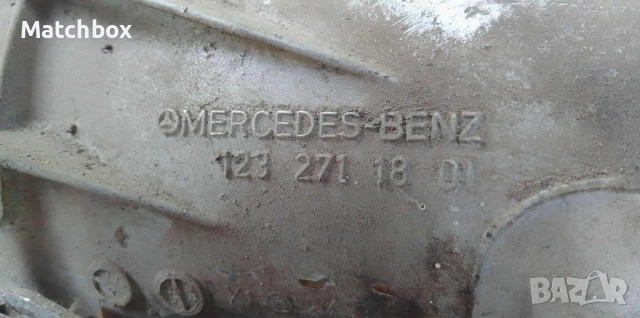 Matchbox
MERCEDES-BENZ
123 271 18 01
BAZAR